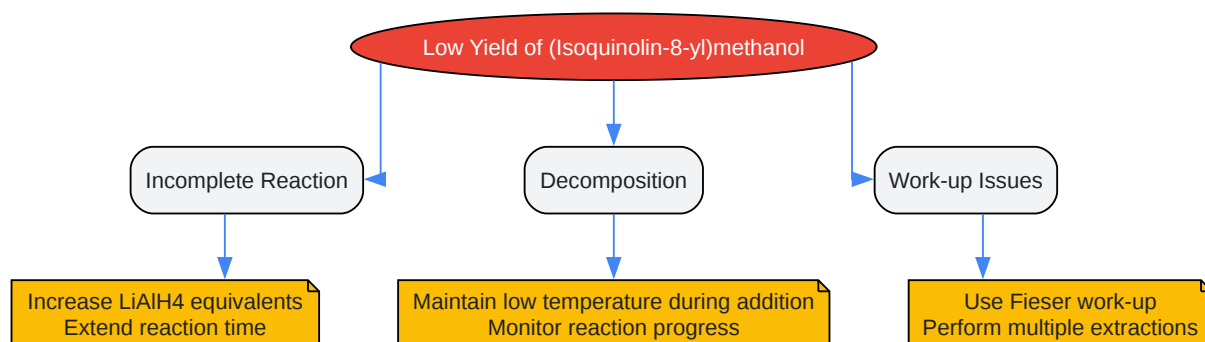 Low Yield of (Isoquinolin-8-yl)methanol
Incomplete Reaction
Decomposition
Work-up Issues
Increase LiAlH4 equivalents
Extend reaction time
Maintain low temperature during addition
Monitor reaction progress
Use Fieser work-up
Perform multiple extractions